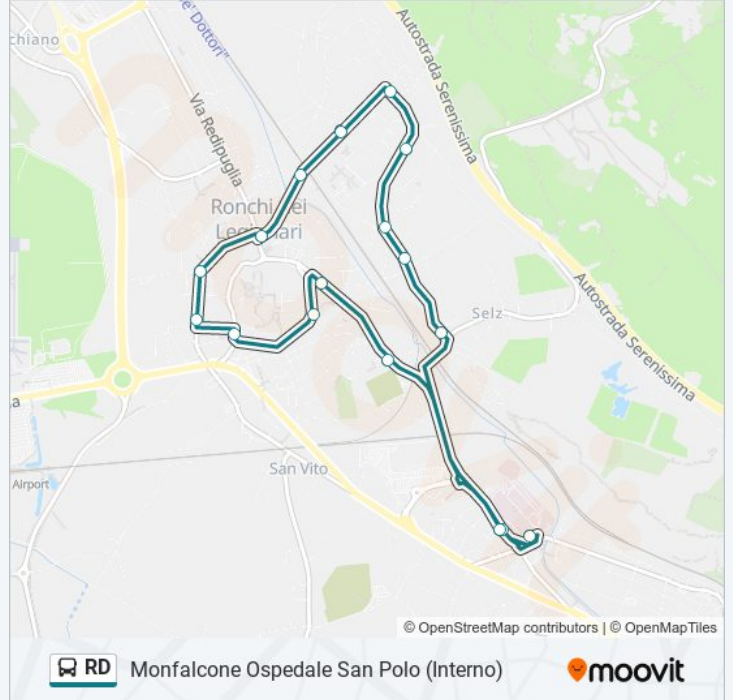 chiano
e' Dottori"
Autostrada Serenissima
Via Redipuglia
Ronchi dei
Legionari
Selz
Autostrada Serenissima
a
San Vito
Airport
© OpenStreetMap contributors | © OpenMapTiles
RD Monfalcone Ospedale San Polo (Interno) moovit